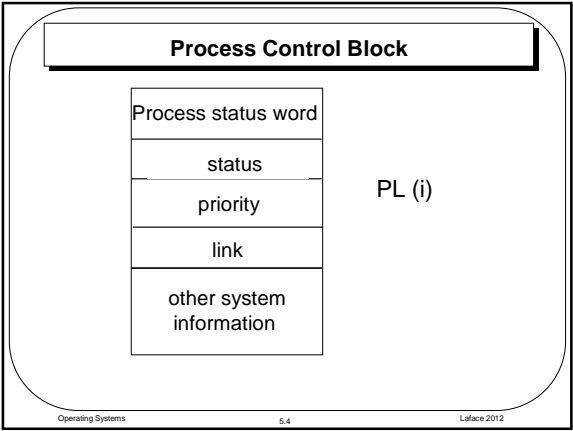 Process Control Block
Process status word
status
priority
link
other system
information
PL (i)
Operating Systems
5.4
Laface 2012